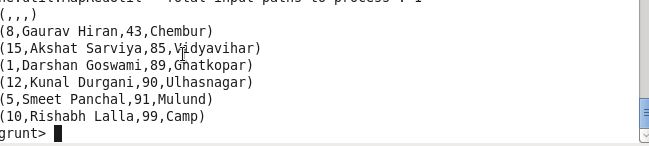 ne.util.MapRedUtil - Total input paths to process : 1
(,,,)
(8,Gaurav Hiran,43,Chembur)
(15,Akshat Sarviya,85,Vidyavihar)
(1,Darshan Goswami,89,Ghatkopar)
(12,Kunal Durgani,90,Ulhasnagar)
(5,Smeet Panchal,91,Mulund)
(10,Rishabh Lalla,99,Camp)
grunt>